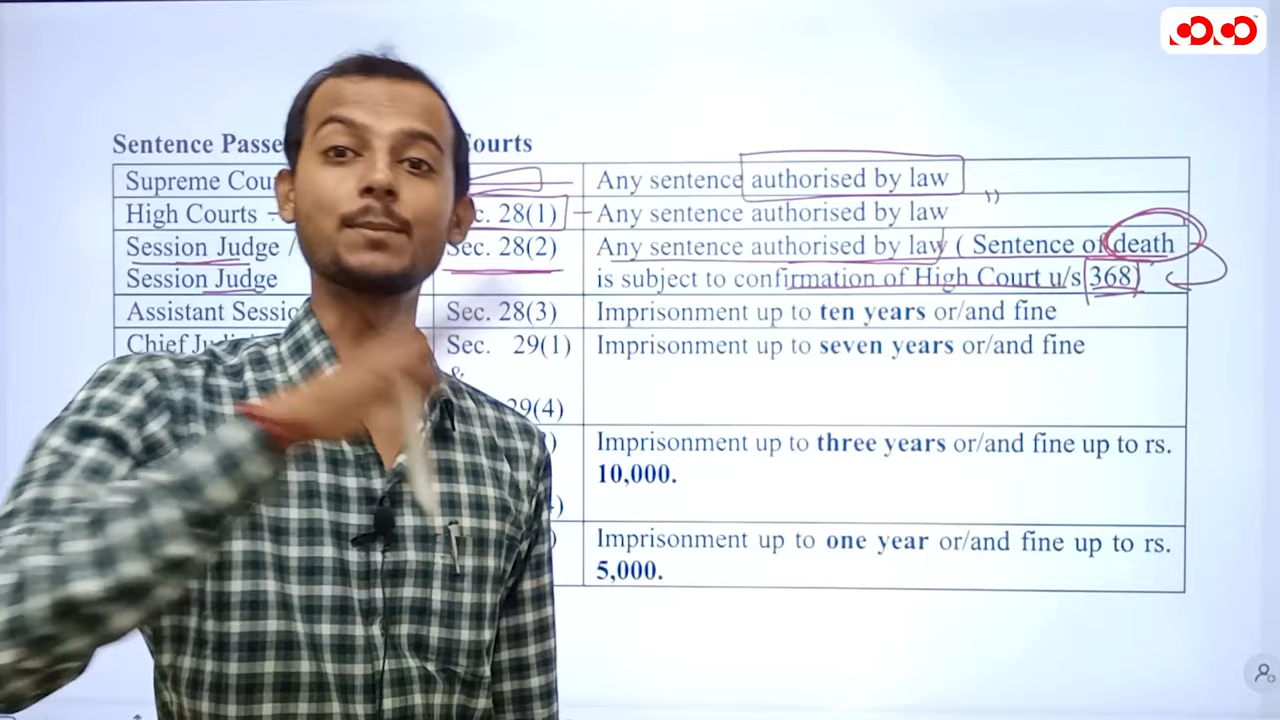 Sentence Passe ourts
Supreme Cou Any sentence authorised by law
High Courts - c. 28(1) Any sentence authorised by law
Session Judge / Sec. 28(2) Any sentence authorised by law ( Sentence of death
Session Judge is subject to confirmation of High Court u/s 368)
Assistant Sessio Sec. 28(3) Imprisonment up to ten years or/and fine
Chief Judi Sec. 29(1) Imprisonment up to seven years or/and fine
&
29(4)
) Imprisonment up to three years or/and fine up to rs.
10,000.
)
) Imprisonment up to one year or/and fine up to rs.
5,000.